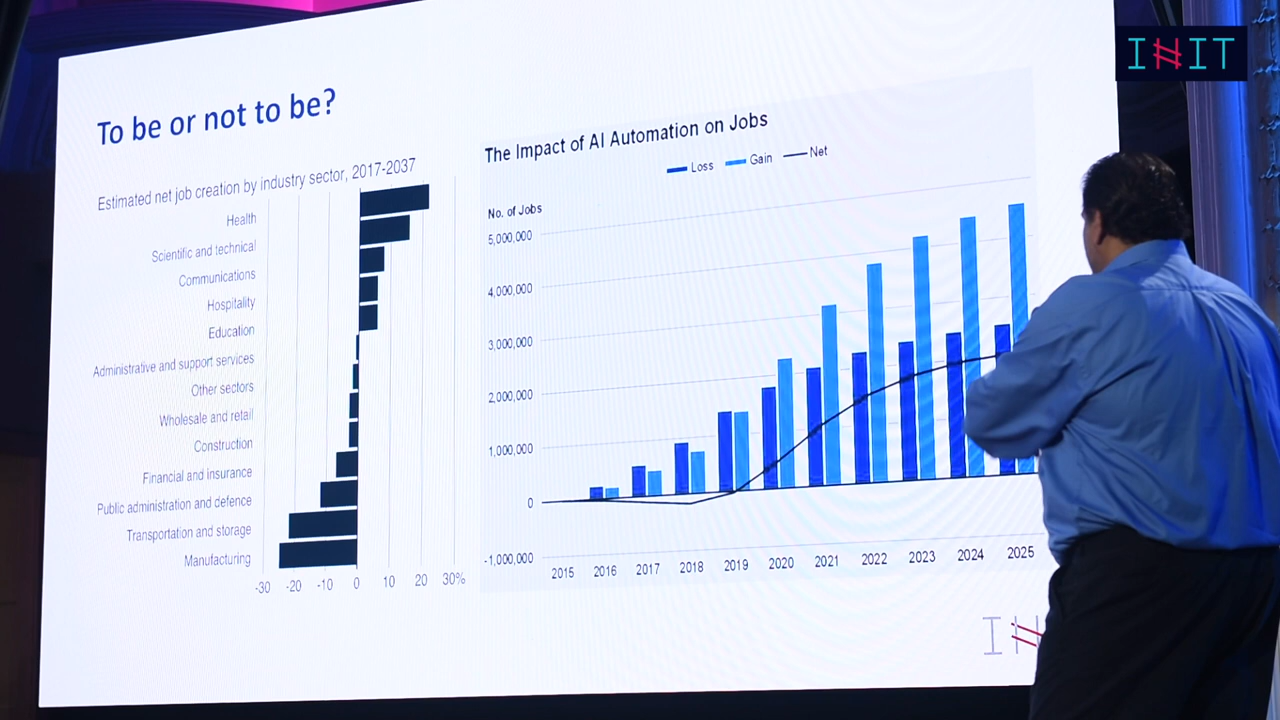 INIT
To be or not to be?
Estimated net job creation by industry sector, 2017-2037
Health
Scientific and technical
Communications
Hospitality
Education
Administrative and support services
Other sectors
Wholesale and retail
Construction
Financial and insurance
Public administration and defence
Transportation and storage
Manufacturing
-30 -20 -10 0 10 20 30%
The Impact of AI Automation on Jobs
Loss Gain Net
No. of Jobs
5,000,000
4,000,000
3,000,000
2,000,000
1,000,000
0
-1,000,000
2015 2016 2017 2018 2019 2020 2021 2022 2023 2024 2025